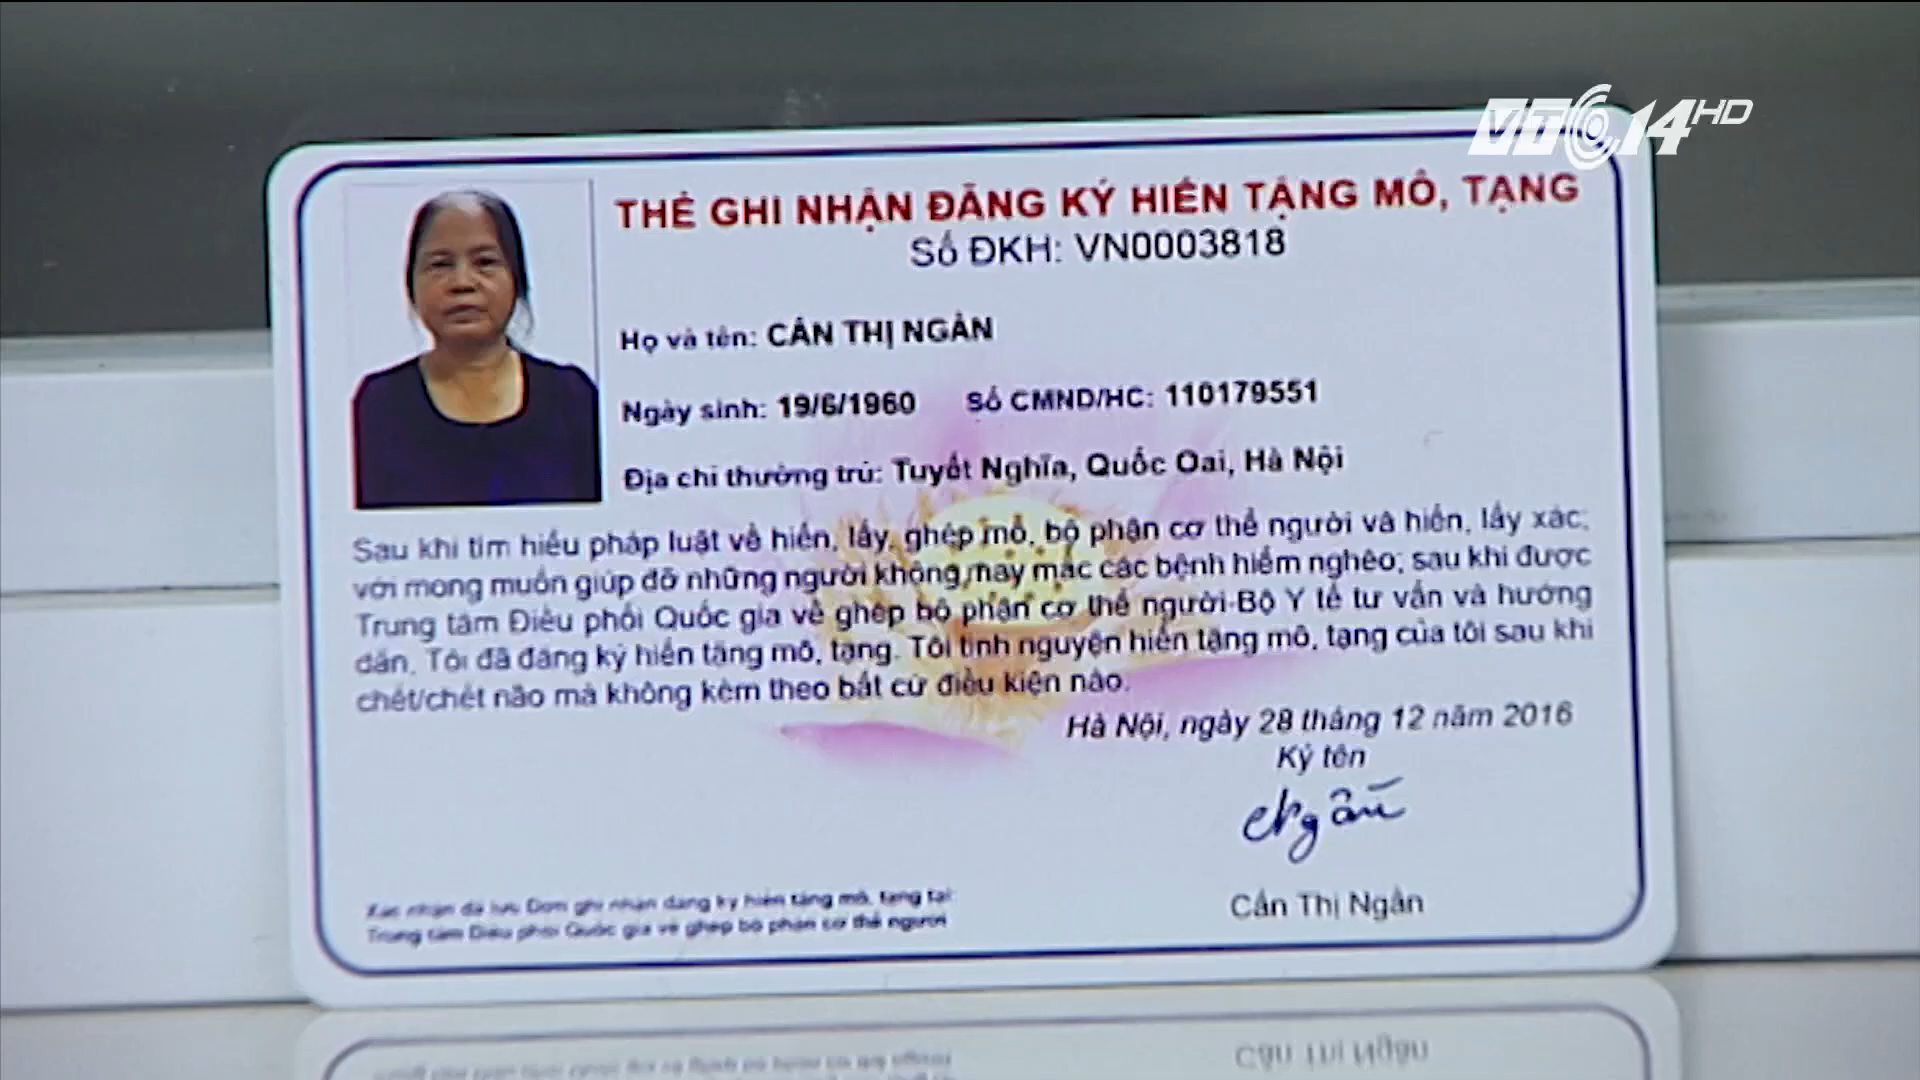 VTC14HD
THẺ GHI NHẬN ĐĂNG KÝ HIẾN TẶNG MÔ, TẠNG
Số ĐKH: VN0003818
Họ và tên: CẤN THỊ NGẦN
Ngày sinh: 19/6/1960 Số CMND/HC: 110179551
Địa chỉ thường trú: Tuyết Nghĩa, Quốc Oai, Hà Nội
Sau khi tìm hiểu pháp luật về hiến, lấy, ghép mô, bộ phận cơ thể người và hiến, lấy xác;
với mong muốn giúp đỡ những người không may mắc các bệnh hiểm nghèo; sau khi được
Trung tâm Điều phối Quốc gia về ghép bộ phận cơ thể người-Bộ Y tế tư vấn và hướng
dẫn. Tôi đã đăng ký hiến tặng mô, tạng. Tôi tình nguyện hiến tặng mô, tạng của tôi sau khi
chết/chết não mà không kèm theo bất cứ điều kiện nào.
Hà Nội, ngày 28 tháng 12 năm 2016
Ký tên
Ngần
Cấn Thị Ngần
Xác nhận đã lưu Đơn ghi nhận đăng ký hiến tặng mô, tạng tại:
Trung tâm Điều phối Quốc gia về ghép bộ phận cơ thể người